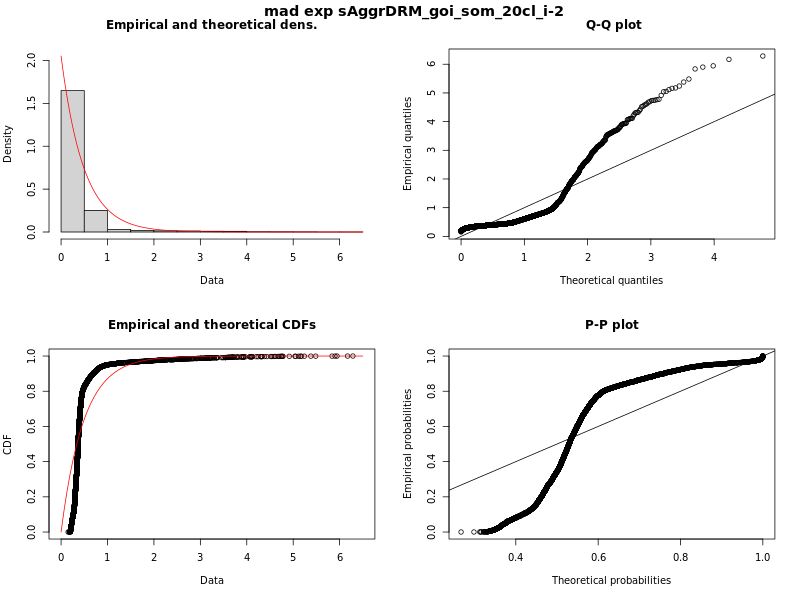 mad exp sAggrDRM_goi_som_20cl_i-2
Empirical and theoretical dens.
Density
0.0 0.5 1.0 1.5 2.0
0 1 2 3 4 5 6
Data
Q-Q plot
Empirical quantiles
0 1 2 3 4 5 6
0 1 2 3 4
Theoretical quantiles
Empirical and theoretical CDFs
CDF
0.0 0.2 0.4 0.6 0.8 1.0
0 1 2 3 4 5 6
Data
P-P plot
Empirical probabilities
0.0 0.2 0.4 0.6 0.8 1.0
0.4 0.6 0.8 1.0
Theoretical probabilities